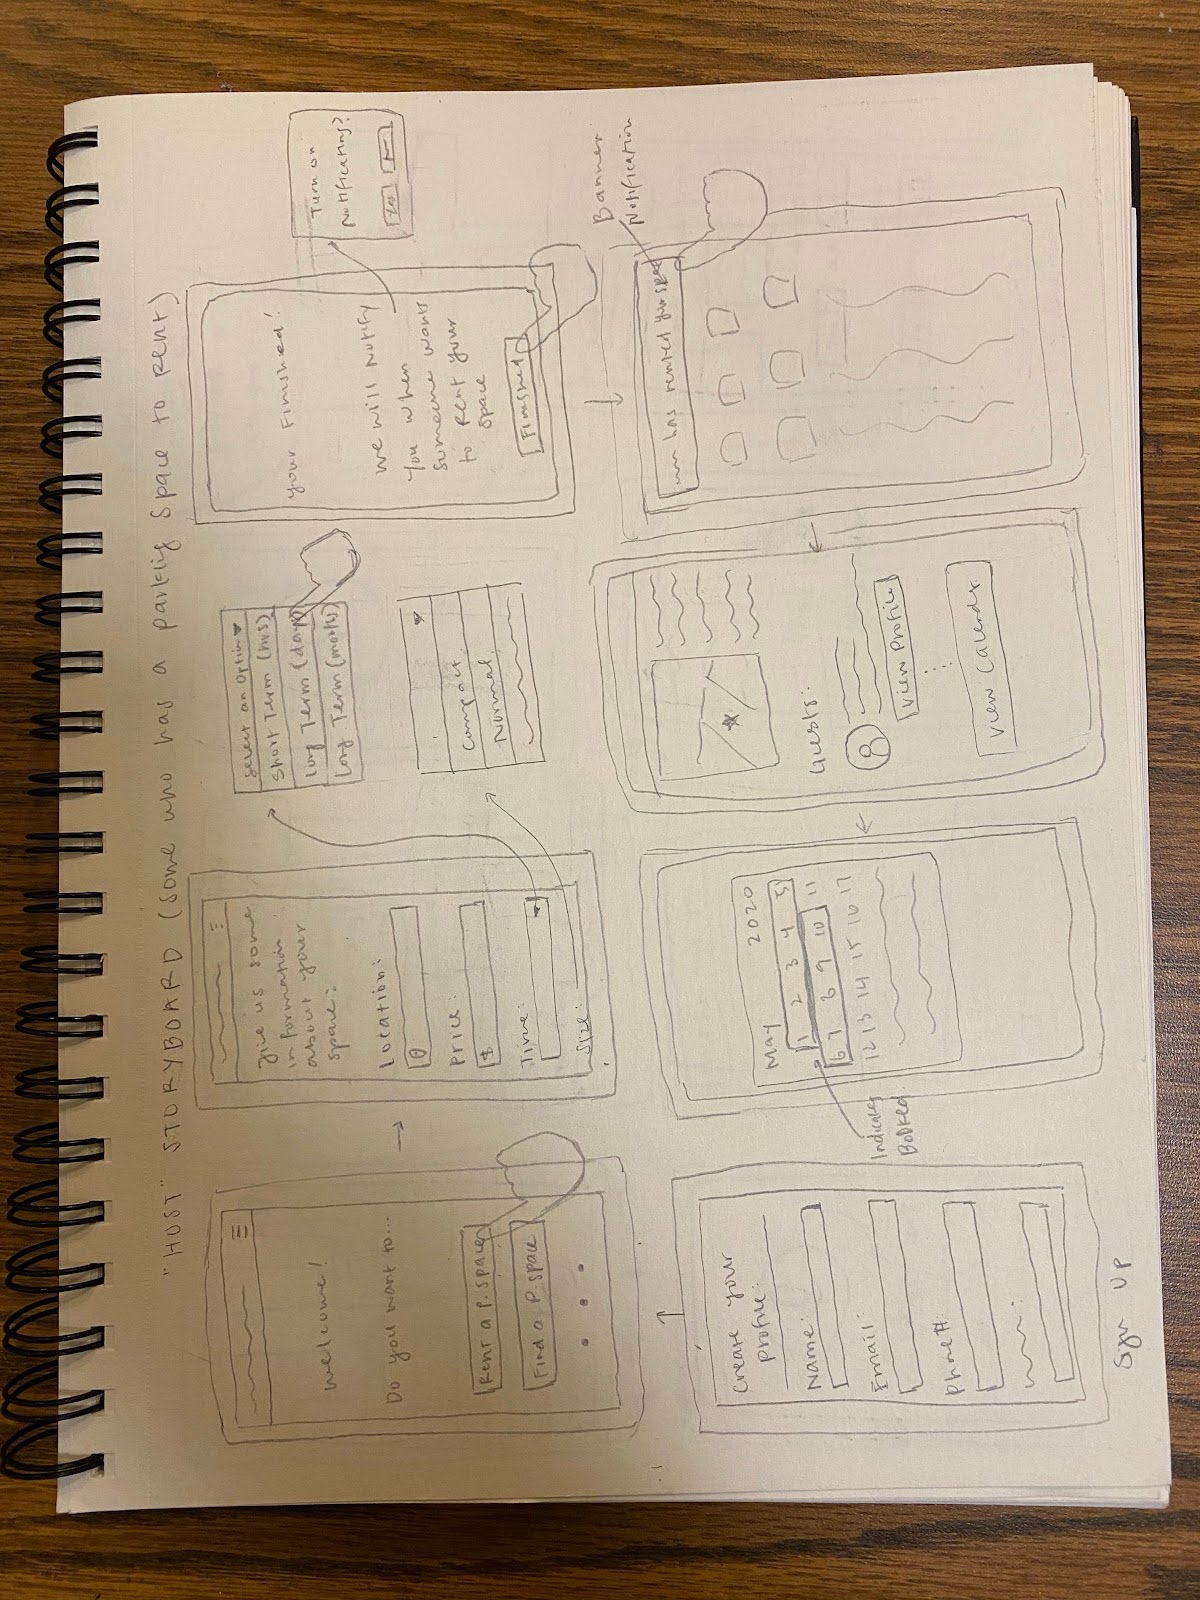 "HOST" STORYBOARD (some who has a parking space to rent)
Welcome!
Do you want to...
Rent a P. space
Find a P. space
Give us some
information
about your
space:
Location:
Price:
$
Time:
Size:
Select an Option
Short Term (hrs)
Long Term (days)
Long Term (months)
Compact
Normal
Your Finished!
We will Notify
You when
someone wants
to Rent your
space
Finished
Turn on
Notifications?
Yes
No
Banner
Notification
has rented your space
Guests:
View Profile
View Calendar
May 2020
1 2 3 4 5
6 7 8 9 10 11
12 13 14 15 16 17
Indicates
Booked
Create your
Profile:
Name:
Email:
Phone #:
Sign Up